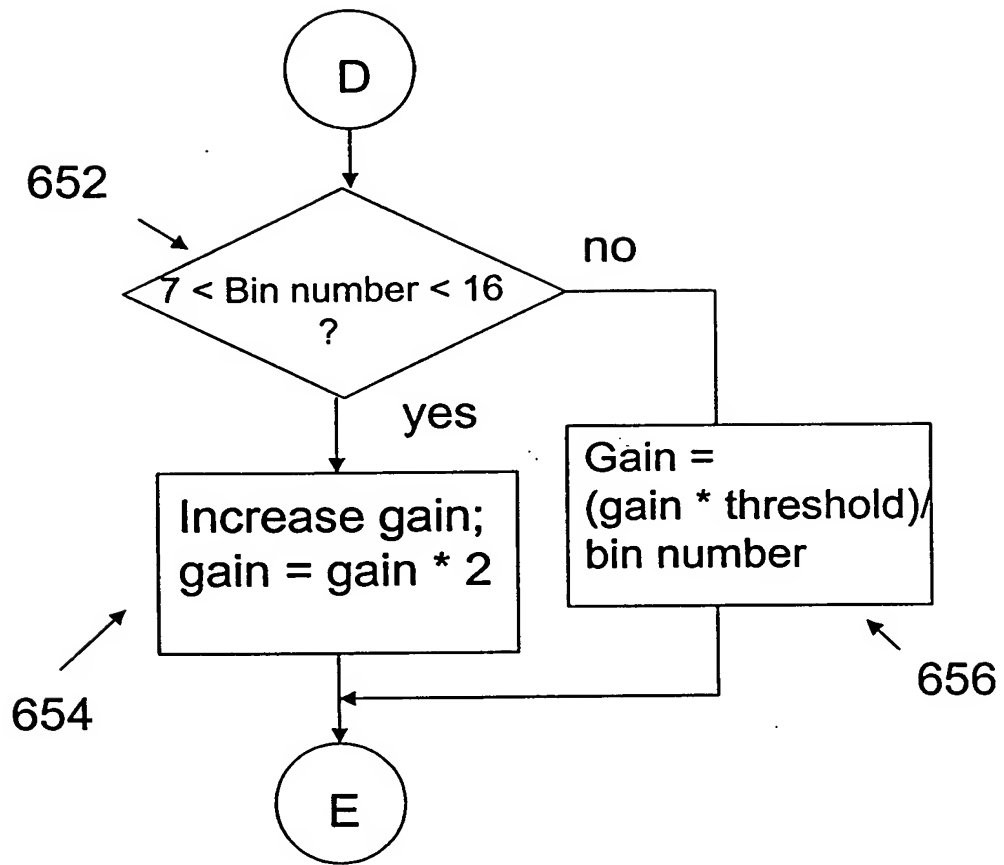 D
652
no
7 < Bin number < 16
?
yes
Gain =
(gain * threshold)/
bin number
Increase gain;
gain = gain * 2
656
654
E